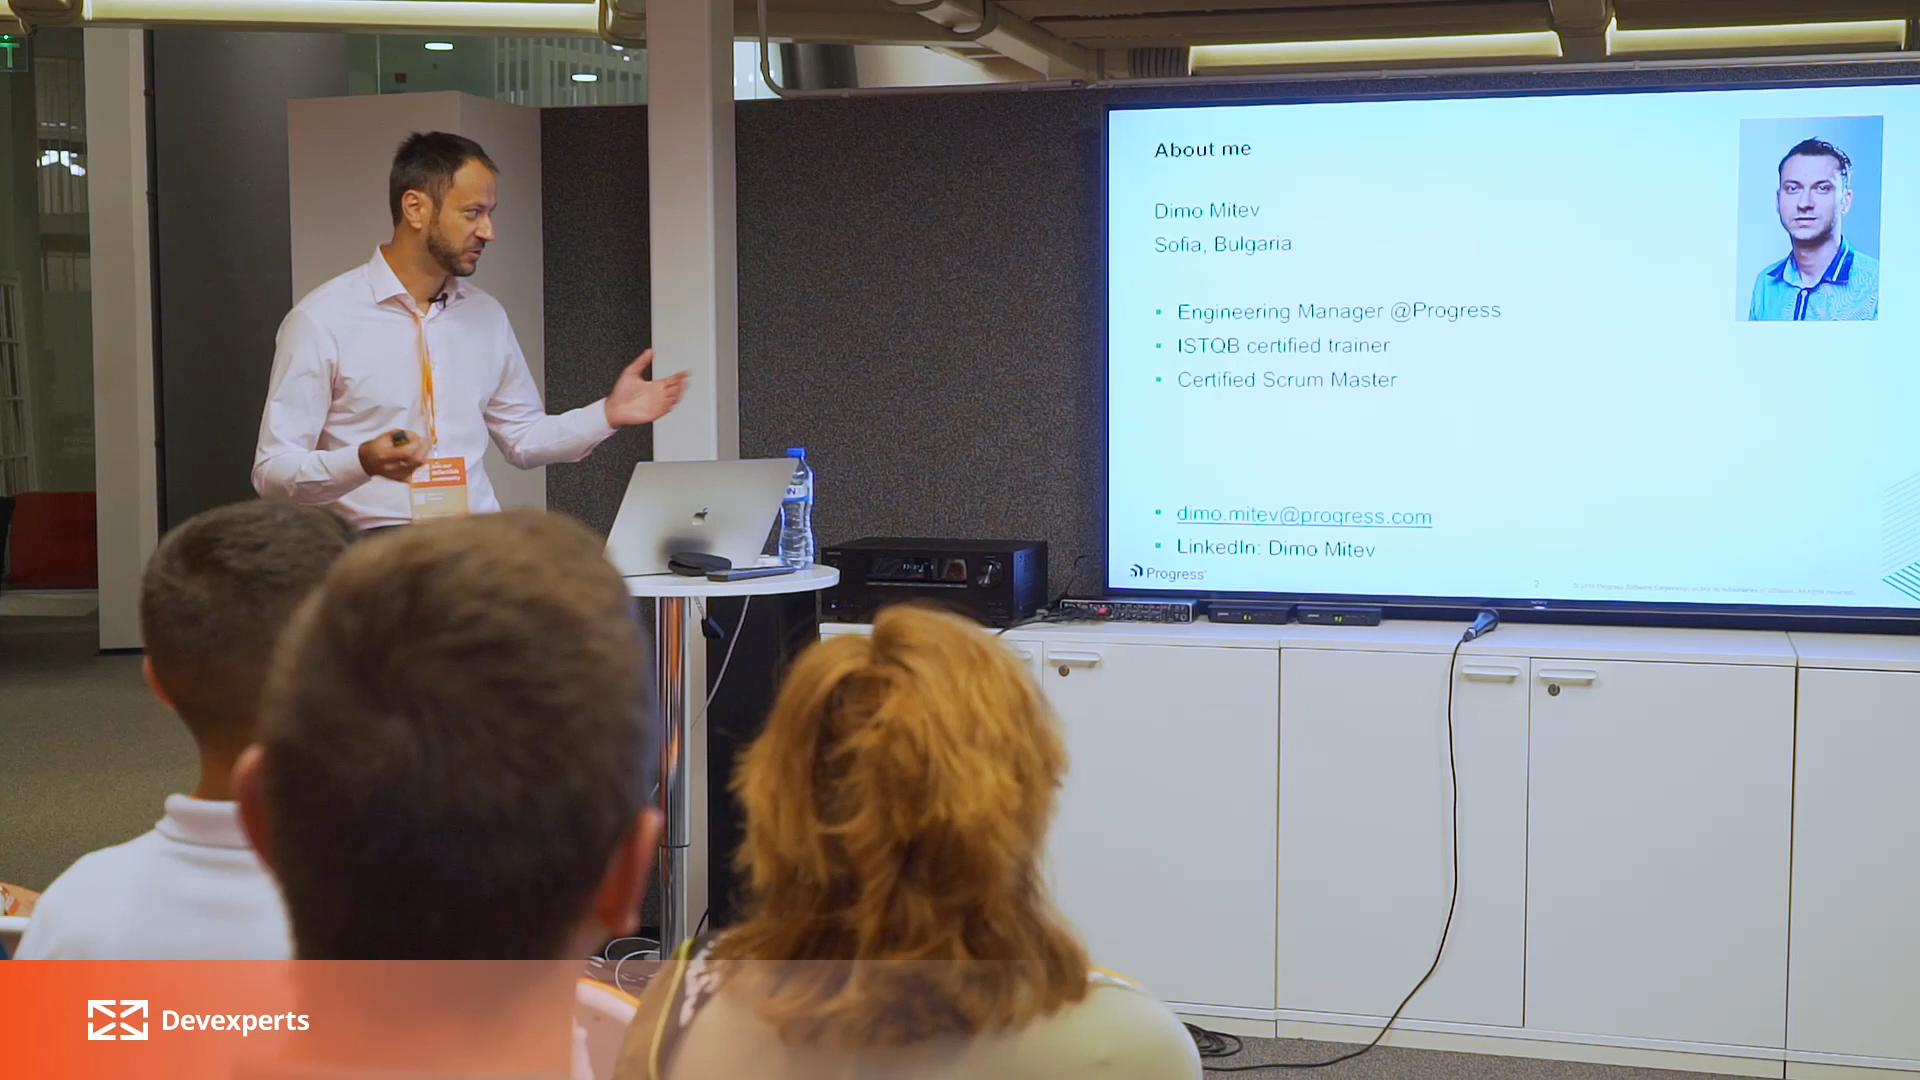 About me
Dimo Mitev
Sofia, Bulgaria
Engineering Manager @Progress
ISTQB certified trainer
Certified Scrum Master
dimo.mitev@progress.com
LinkedIn: Dimo Mitev
Progress
2
Devexperts